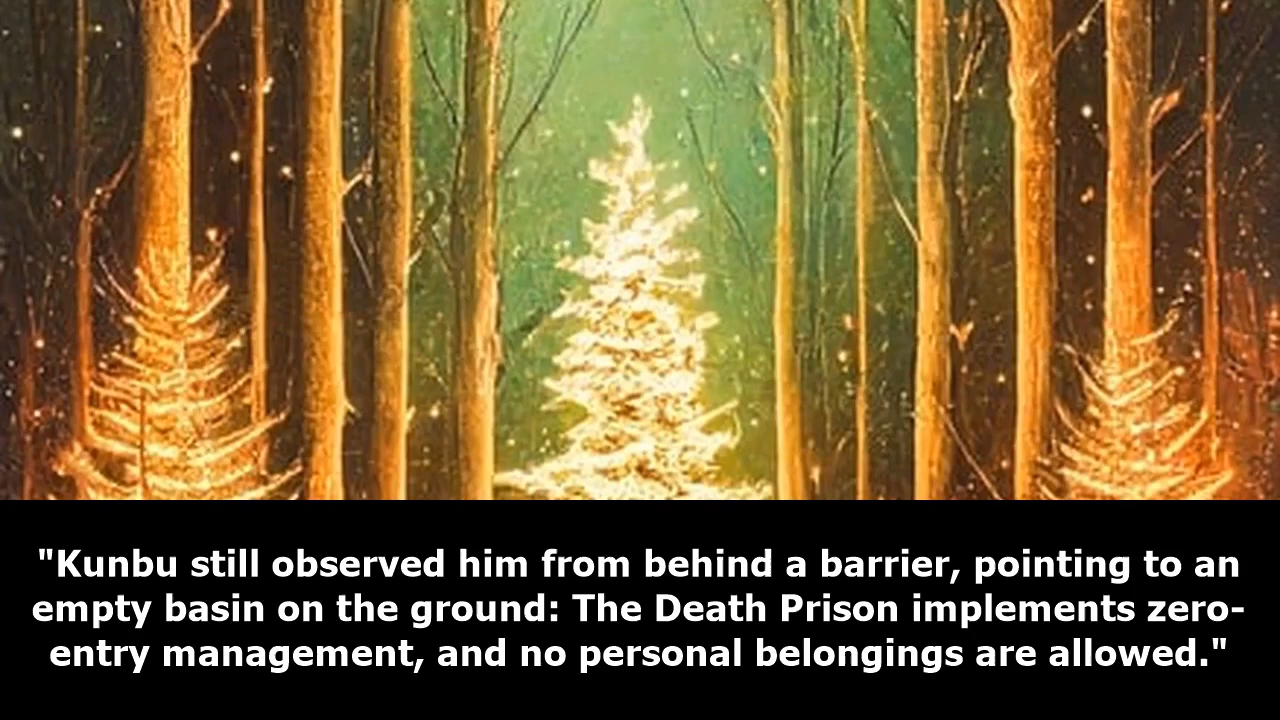 "Kunbu still observed him from behind a barrier, pointing to an
empty basin on the ground: The Death Prison implements zero-
entry management, and no personal belongings are allowed."